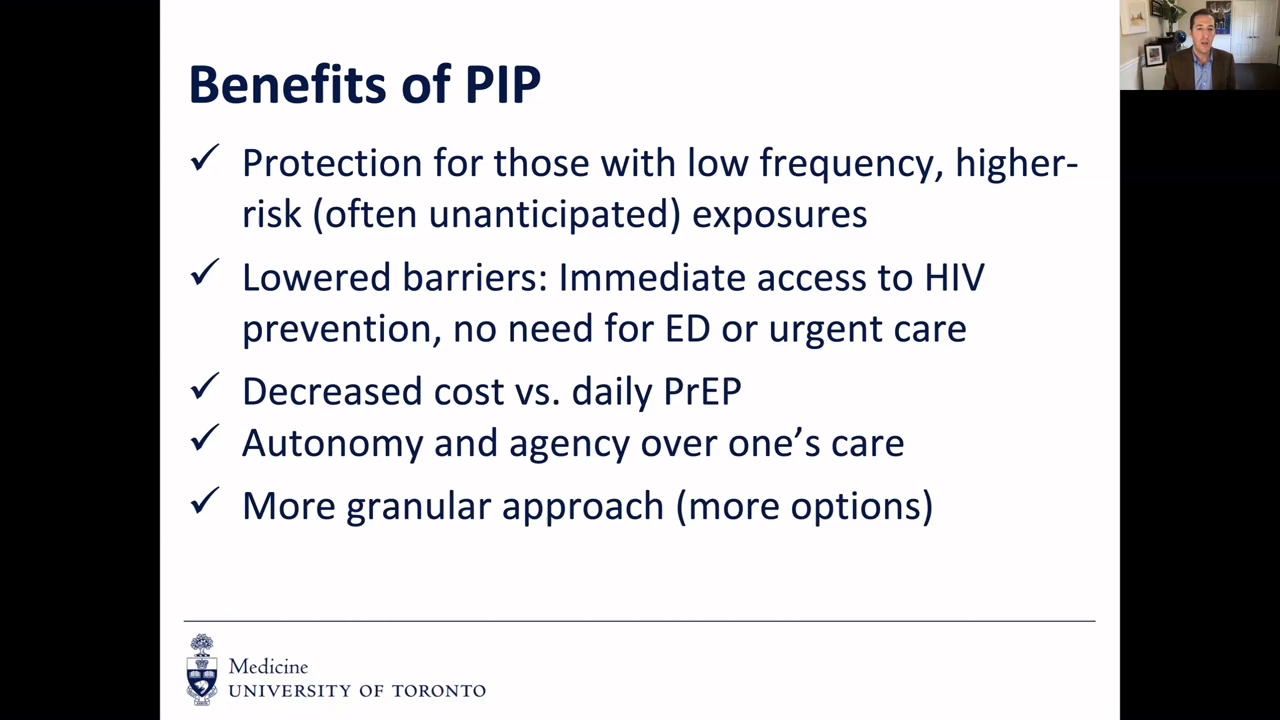 Benefits of PIP
✓ Protection for those with low frequency, higher-
risk (often unanticipated) exposures
✓ Lowered barriers: Immediate access to HIV
prevention, no need for ED or urgent care
✓ Decreased cost vs. daily PrEP
✓ Autonomy and agency over one’s care
✓ More granular approach (more options)
Medicine
UNIVERSITY OF TORONTO